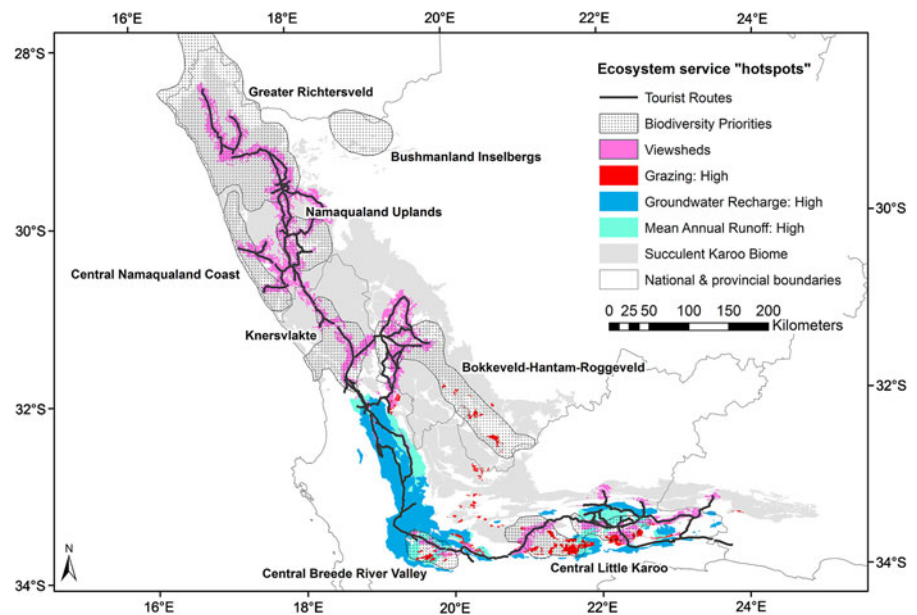 16°E 18°E 20°E 22°E 24°E
28°S
Ecosystem service "hotspots"
Tourist Routes
Biodiversity Priorities
Viewsheds
Grazing: High
Groundwater Recharge: High
Mean Annual Runoff: High
Succulent Karoo Biome
National & provincial boundaries
0 25 50 100 150 200
Kilometers
Greater Richtersveld
Bushmanland Inselbergs
30°S
30°S
Namaqualand Uplands
Central Namaqualand Coast
Knersvlakte
Bokkeveld-Hantam-Roggeveld
32°S
32°S
Central Breede River Valley
Central Little Karoo
34°S
34°S
N
16°E 18°E 20°E 22°E 24°E